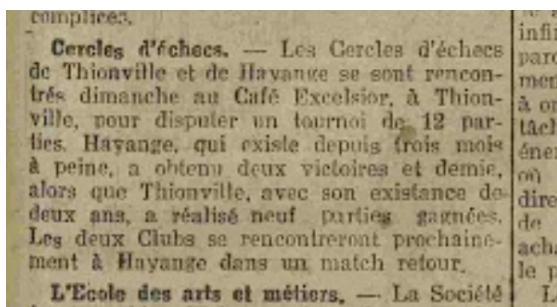 complices.
Cercles d'échecs. — Les Cercles d'échecs
de Thionville et de Hayange se sont rencon-
trés dimanche au Café Excelsior, à Thion-
ville, pour disputer un tournoi de 12 par-
ties. Hayange, qui existe depuis trois mois
à peine, a obtenu deux victoires et demie,
alors que Thionville, avec son existance de
deux ans, a réalisé neuf parties gagnées.
Les deux Clubs se rencontreront prochaine-
ment à Hayange dans un match retour.
L'Ecole des arts et métiers. — La Société
infi
paro
men
à
tâch
éner
où
dire
de
acha
le p